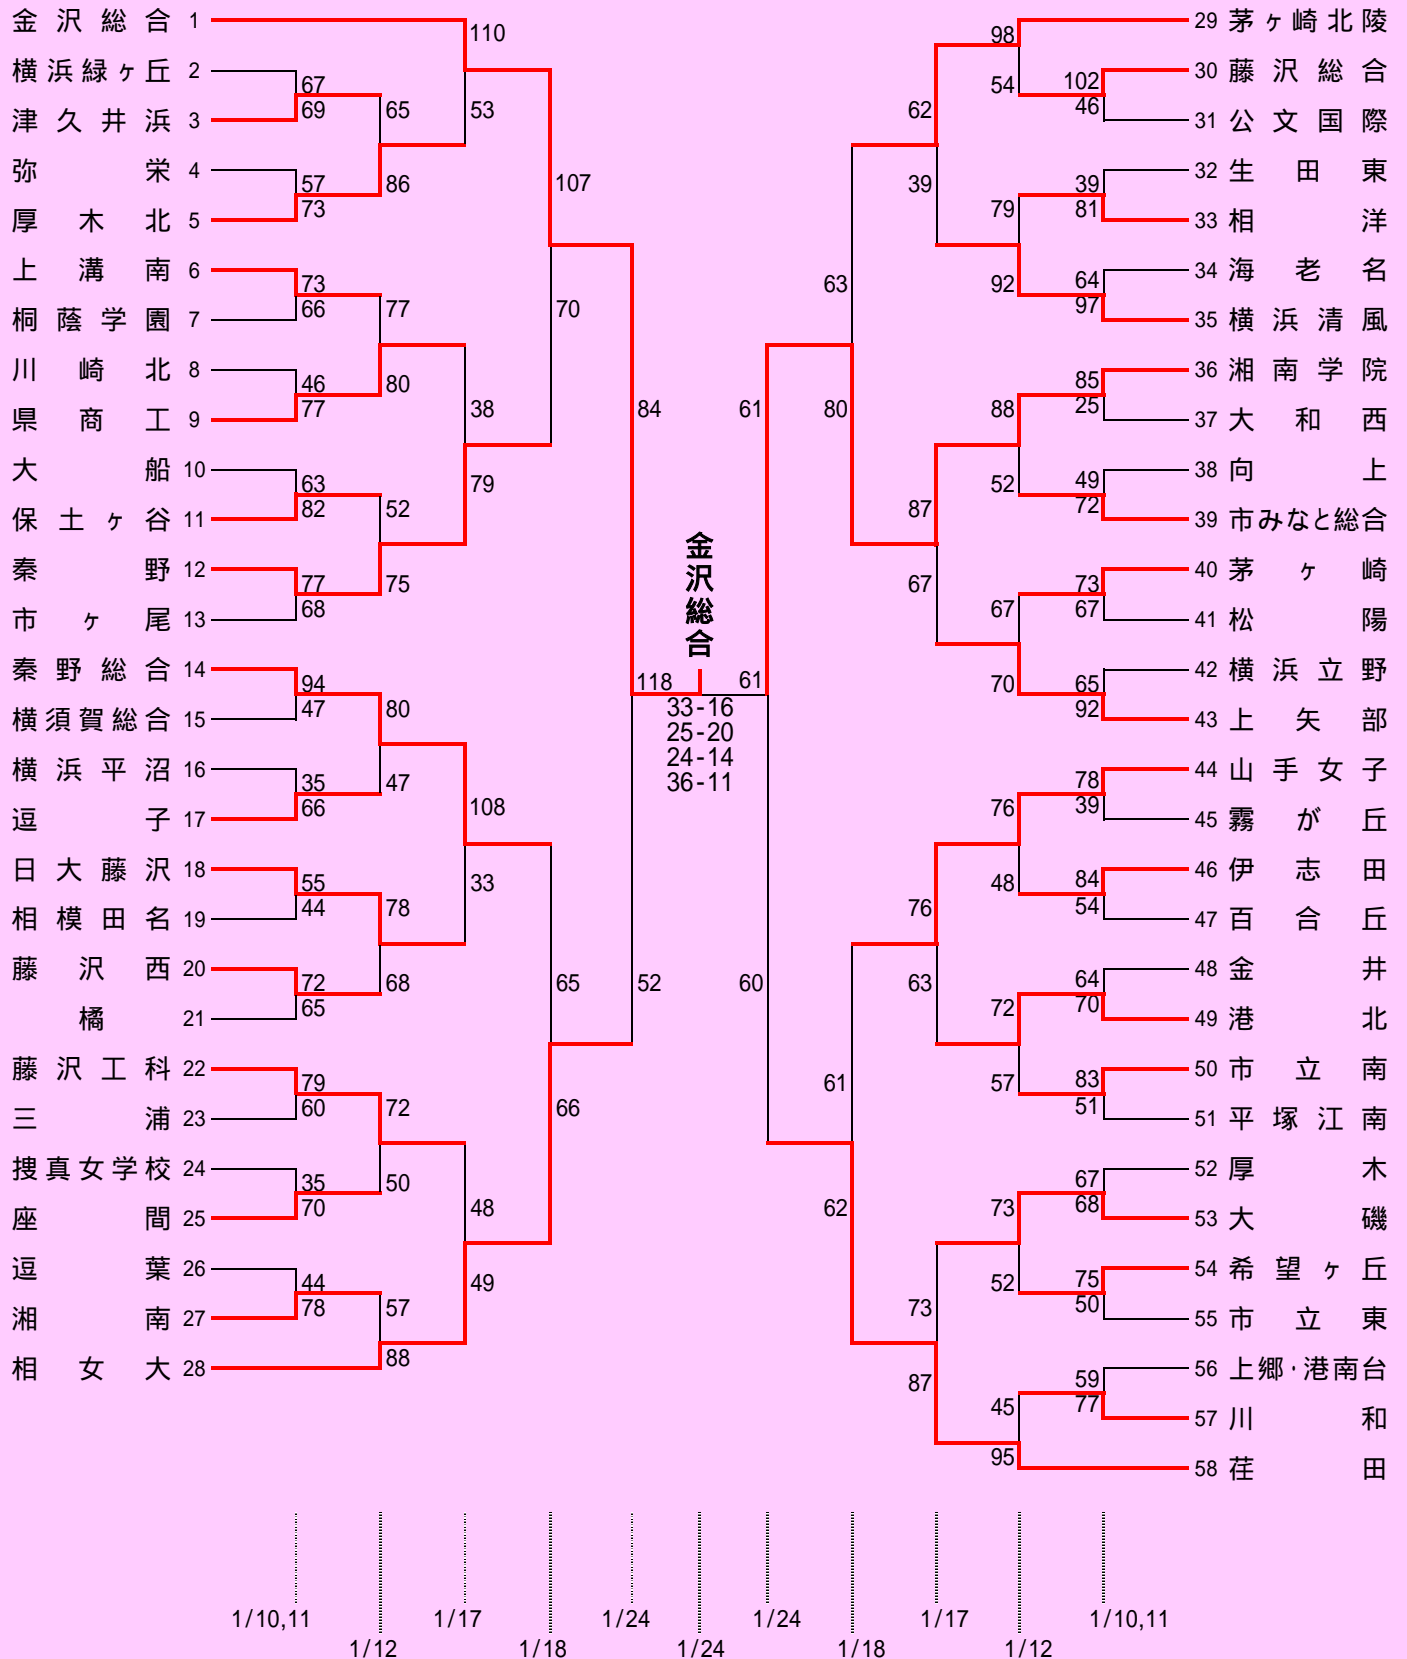 金沢総合 1
横浜緑ヶ丘 2
津久井浜 3
弥栄 4
厚木北 5
上溝南 6
桐蔭学園 7
川崎北 8
県商工 9
大船 10
保土ヶ谷 11
秦野 12
市ヶ尾 13
秦野総合 14
横須賀総合 15
横浜平沼 16
逗子 17
日大藤沢 18
相模田名 19
藤沢西 20
橘 21
藤沢工科 22
三浦 23
捜真女学校 24
座間 25
逗葉 26
湘南 27
相女大 28
67
69
57
73
73
66
46
77
63
82
77
68
94
47
35
66
55
44
72
65
79
60
35
70
44
78
65
86
77
80
52
75
80
47
78
68
72
50
57
88
110
53
38
79
108
33
48
49
107
70
65
66
84
52
金沢総合
118
61
33-16
25-20
24-14
36-11
61
60
63
80
61
62
62
39
87
67
76
63
73
87
98
54
79
92
88
52
67
70
76
48
72
57
73
52
45
95
102
46
39
81
64
97
85
25
49
72
73
67
65
92
78
39
84
54
64
70
83
51
67
68
75
50
59
77
29 茅ヶ崎北陵
30 藤沢総合
31 公文国際
32 生田東
33 相洋
34 海老名
35 横浜清風
36 湘南学院
37 大和西
38 向上
39 市みなと総合
40 茅ヶ崎
41 松陽
42 横浜立野
43 上矢部
44 山手女子
45 霧が丘
46 伊志田
47 百合丘
48 金井
49 港北
50 市立南
51 平塚江南
52 厚木
53 大磯
54 希望ヶ丘
55 市立東
56 上郷・港南台
57 川和
58 荏田
1/10,11
1/12
1/17
1/18
1/24
1/24
1/24
1/18
1/17
1/12
1/10,11